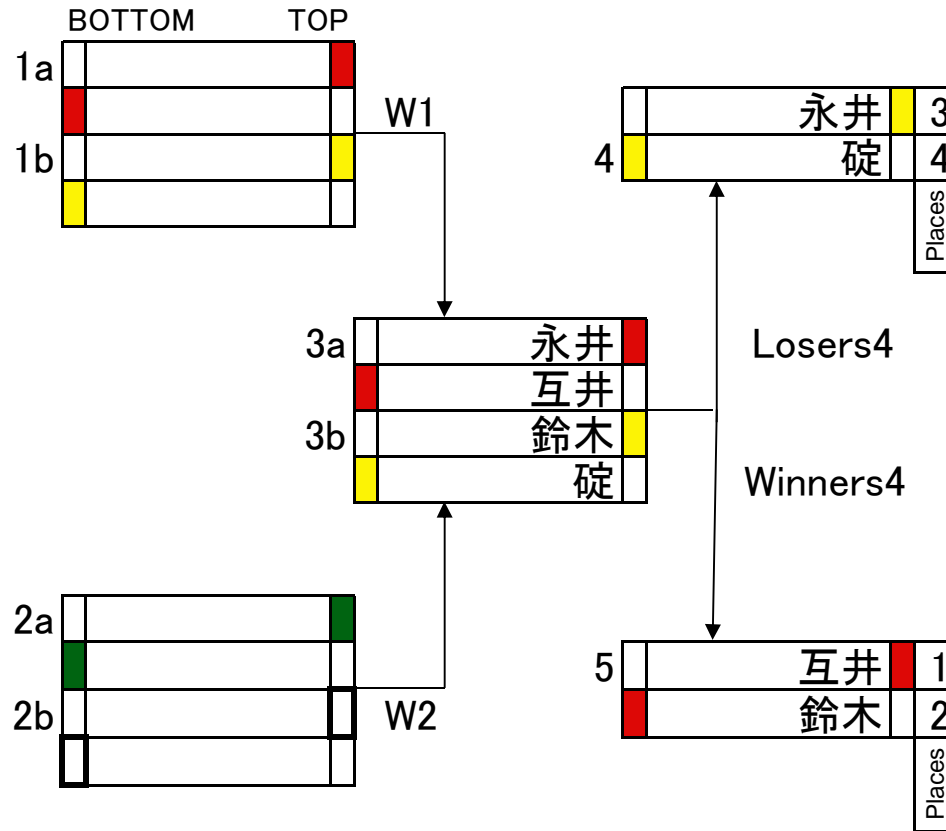 BOTTOM TOP
1a
W1
1b
永井 3
4 碇 4
Places
3a 永井
互井
3b 鈴木
碇
Losers4
Winners4
2a
2b W2
5 互井 1
鈴木 2
Places